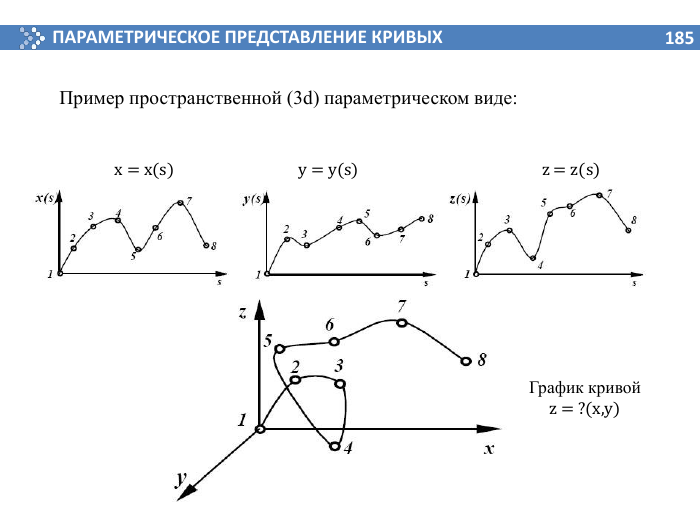 ПАРАМЕТРИЧЕСКОЕ ПРЕДСТАВЛЕНИЕ КРИВЫХ 185
Пример пространственной (3d) параметрическом виде:
x = x(s) y = y(s) z = z(s)
x(s) 1 2 3 4 5 6 7 8 s
y(s) 1 2 3 4 5 6 7 8 s
z(s) 1 2 3 4 5 6 7 8 s
z 1 2 3 4 5 6 7 8 x y
График кривой
z = ?(x,y)